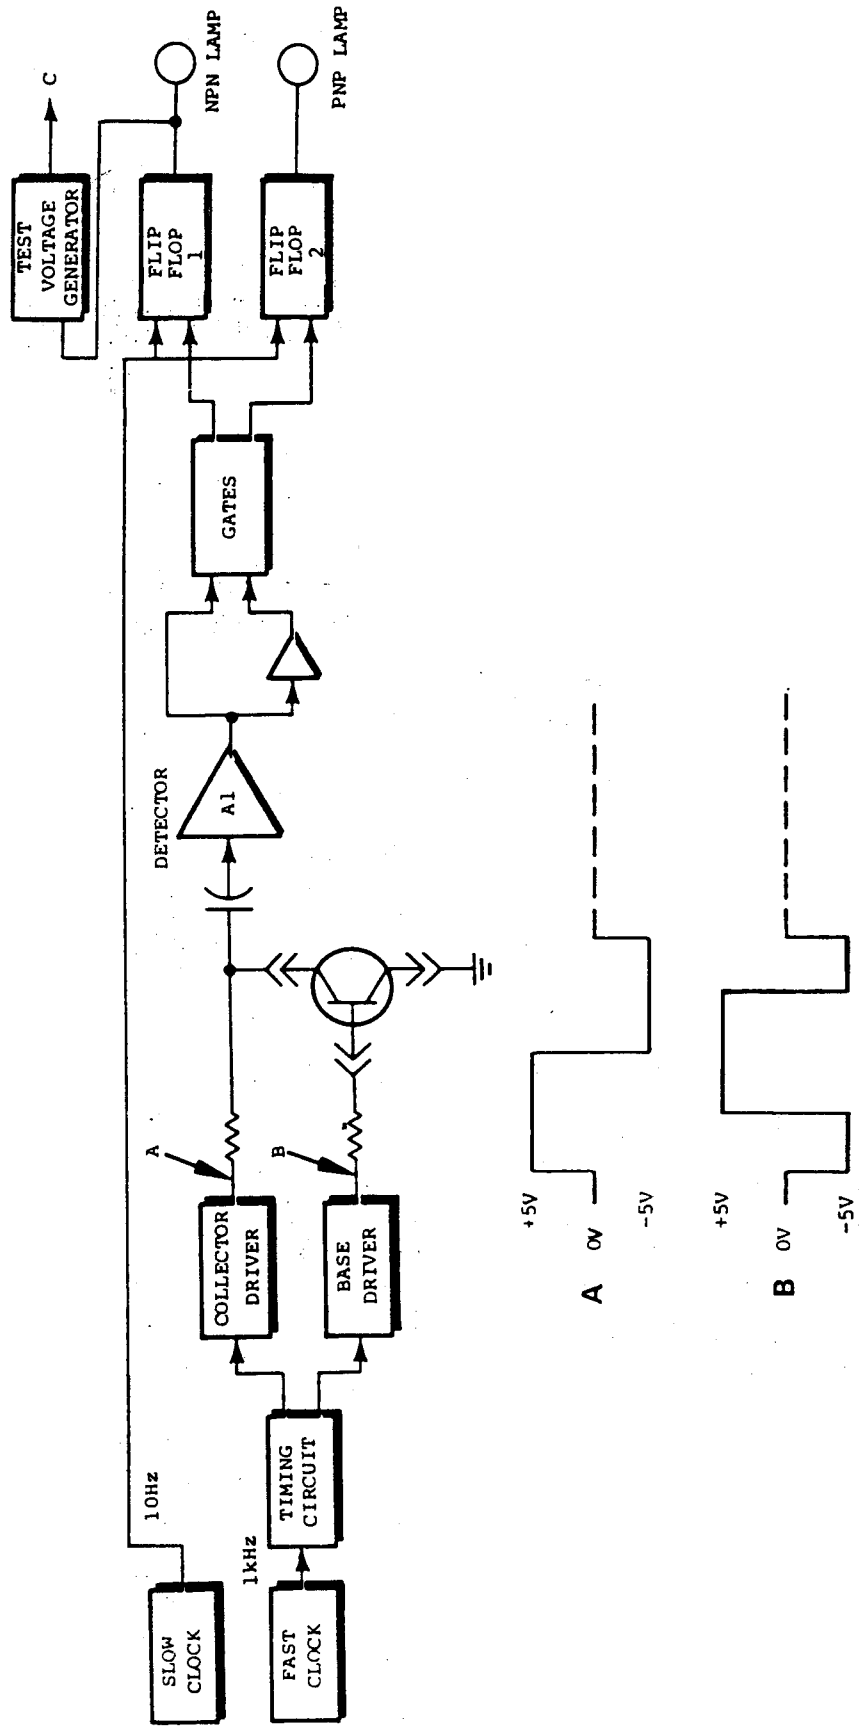 SLOW
CLOCK
10Hz
FAST
CLOCK
1kHz
TIMING
CIRCUIT
COLLECTOR
DRIVER
A
BASE
DRIVER
B
DETECTOR
A1
GATES
TEST
VOLTAGE
GENERATOR
C
FLIP
FLOP
1
NPN LAMP
FLIP
FLOP
2
PNP LAMP
A
+5V
0V
-5V
B
+5V
0V
-5V